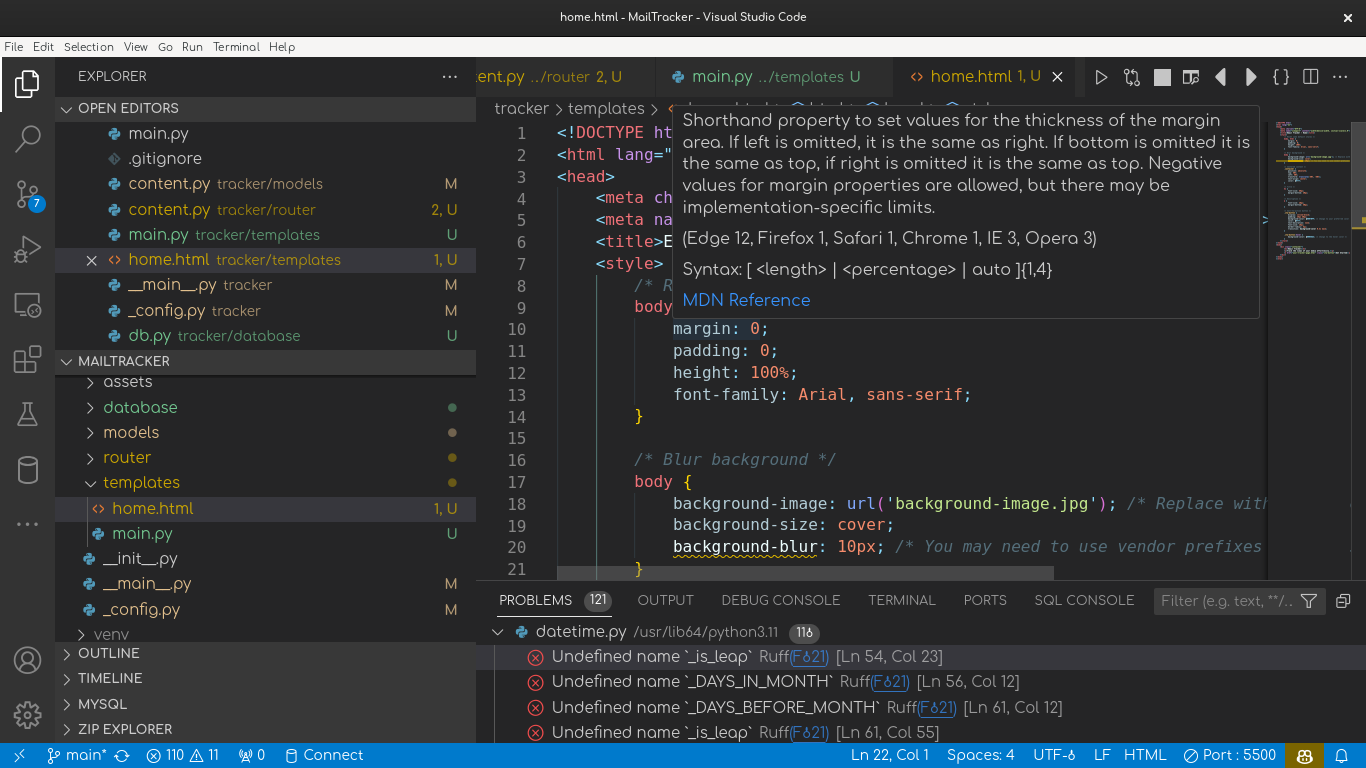 home.html - MailTracker - Visual Studio Code
File Edit Selection View Go Run Terminal Help
EXPLORER
OPEN EDITORS
main.py
.gitignore
content.py tracker/models M
content.py tracker/router 2, U
main.py tracker/templates U
home.html tracker/templates 1, U
__main__.py tracker M
_config.py tracker M
db.py tracker/database U
MAILTRACKER
assets
database
models
router
templates
home.html 1, U
main.py U
__init__.py
__main__.py M
_config.py M
venv
OUTLINE
TIMELINE
MYSQL
ZIP EXPLORER
7
tent.py ../router 2, U
main.py ../templates U
home.html 1, U
tracker > templates >
1 <!DOCTYPE ht
2 <html lang="
3 <head>
4 <meta ch
5 <meta na >
6 <title>E
7 <style>
8 /* R
9 body
10 margin: 0;
11 padding: 0;
12 height: 100%;
13 font-family: Arial, sans-serif;
14 }
15
16 /* Blur background */
17 body {
18 background-image: url('background-image.jpg'); /* Replace with
19 background-size: cover;
20 background-blur: 10px; /* You may need to use vendor prefixes
21 }
Shorthand property to set values for the thickness of the margin
area. If left is omitted, it is the same as right. If bottom is omitted it is
the same as top, if right is omitted it is the same as top. Negative
values for margin properties are allowed, but there may be
implementation-specific limits.
(Edge 12, Firefox 1, Safari 1, Chrome 1, IE 3, Opera 3)
Syntax: [ <length> | <percentage> | auto ]{1,4}
MDN Reference
PROBLEMS 121 OUTPUT DEBUG CONSOLE TERMINAL PORTS SQL CONSOLE Filter (e.g. text, **/..
datetime.py /usr/lib64/python3.11 116
Undefined name `_is_leap` Ruff(F821) [Ln 54, Col 23]
Undefined name `_DAYS_IN_MONTH` Ruff(F821) [Ln 56, Col 12]
Undefined name `_DAYS_BEFORE_MONTH` Ruff(F821) [Ln 61, Col 12]
Undefined name `_is_leap` Ruff(F821) [Ln 61, Col 55]
main* 110 11 0 Connect Ln 22, Col 1 Spaces: 4 UTF-8 LF HTML Port : 5500